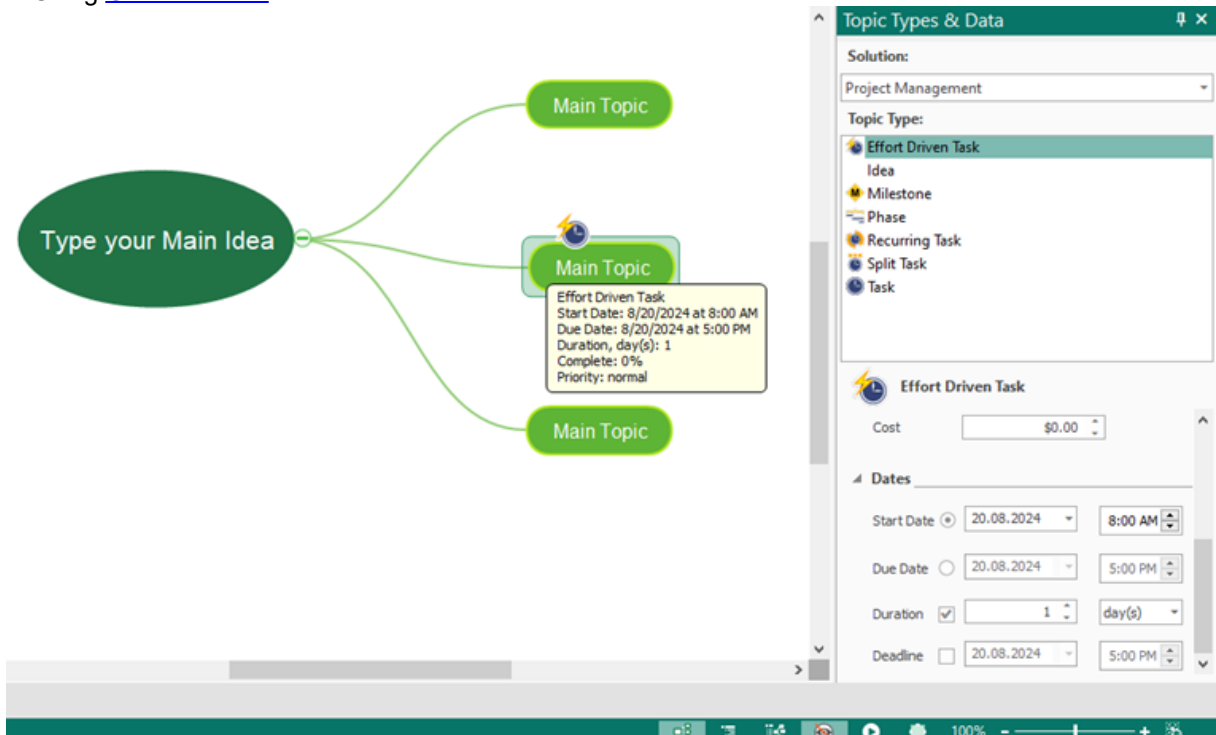 Topic Types & Data
Solution:
Project Management
Topic Type:
Effort Driven Task
Idea
Milestone
Phase
Recurring Task
Split Task
Task
Effort Driven Task
Cost $0.00
Dates
Start Date 20.08.2024 8:00 AM
Due Date 20.08.2024 5:00 PM
Duration 1 day(s)
Deadline 20.08.2024 5:00 PM
Type your Main Idea
Main Topic
Main Topic
Effort Driven Task
Start Date: 8/20/2024 at 8:00 AM
Due Date: 8/20/2024 at 5:00 PM
Duration, day(s): 1
Complete: 0%
Priority: normal
Main Topic
100%